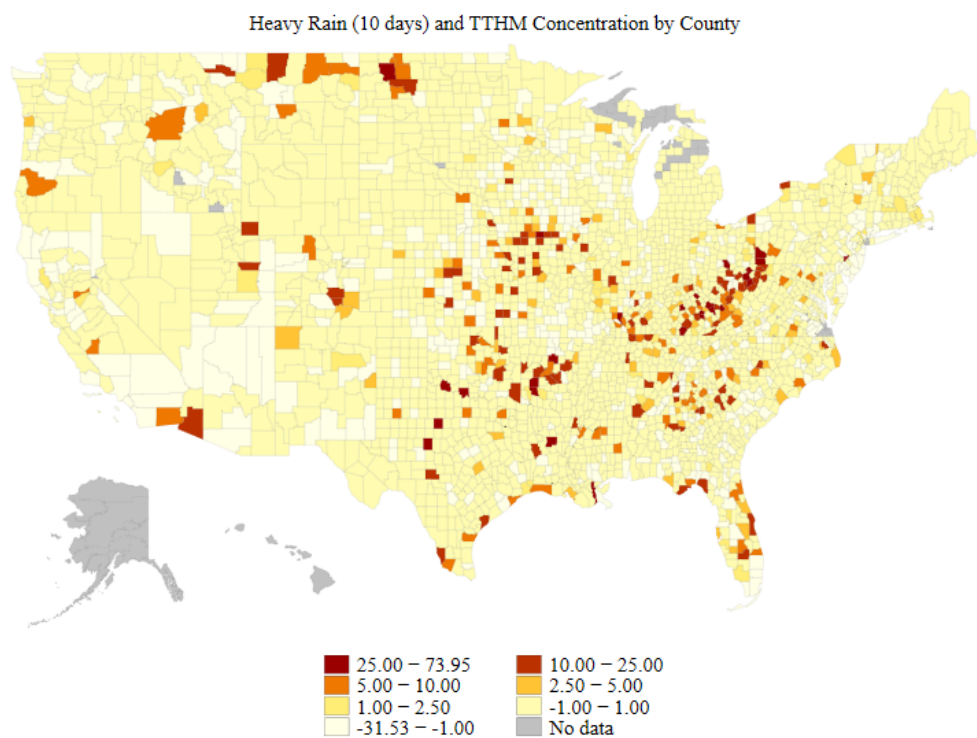 Heavy Rain (10 days) and TTHM Concentration by County
25.00 − 73.95 10.00 − 25.00
5.00 − 10.00 2.50 − 5.00
1.00 − 2.50 -1.00 − 1.00
-31.53 − -1.00 No data